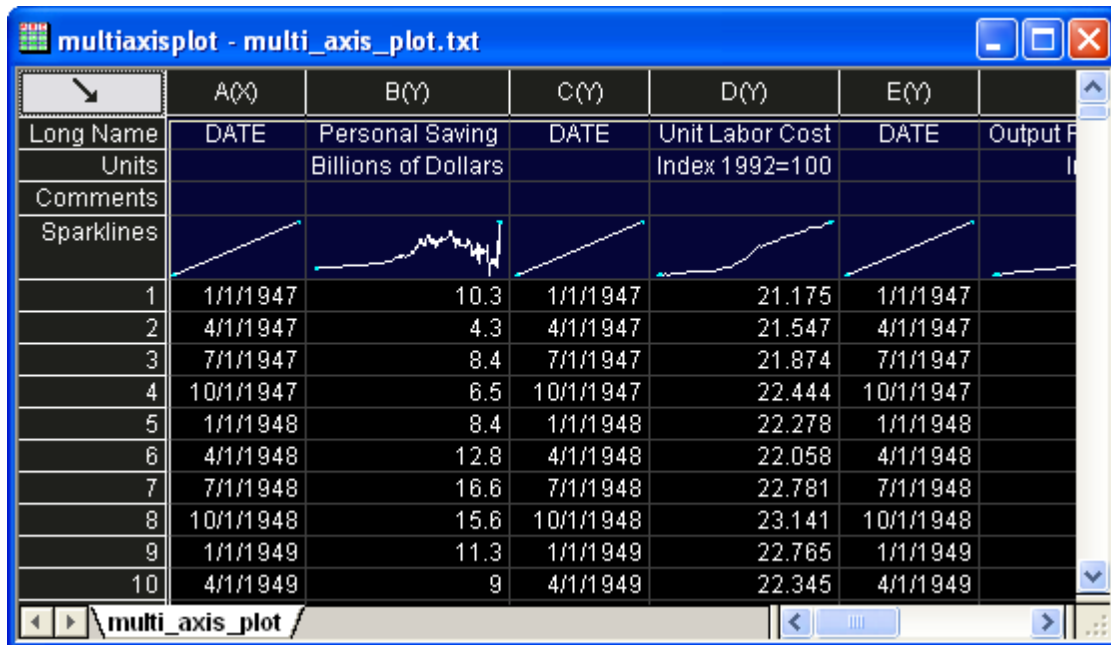 multiaxisplot - multi_axis_plot.txt
A(X) B(Y) C(Y) D(Y) E(Y)
Long Name DATE Personal Saving DATE Unit Labor Cost DATE Output
Units Billions of Dollars Index 1992=100
Comments
Sparklines
1 1/1/1947 10.3 1/1/1947 21.175 1/1/1947
2 4/1/1947 4.3 4/1/1947 21.547 4/1/1947
3 7/1/1947 8.4 7/1/1947 21.874 7/1/1947
4 10/1/1947 6.5 10/1/1947 22.444 10/1/1947
5 1/1/1948 8.4 1/1/1948 22.278 1/1/1948
6 4/1/1948 12.8 4/1/1948 22.058 4/1/1948
7 7/1/1948 16.6 7/1/1948 22.781 7/1/1948
8 10/1/1948 15.6 10/1/1948 23.141 10/1/1948
9 1/1/1949 11.3 1/1/1949 22.765 1/1/1949
10 4/1/1949 9 4/1/1949 22.345 4/1/1949
multi_axis_plot